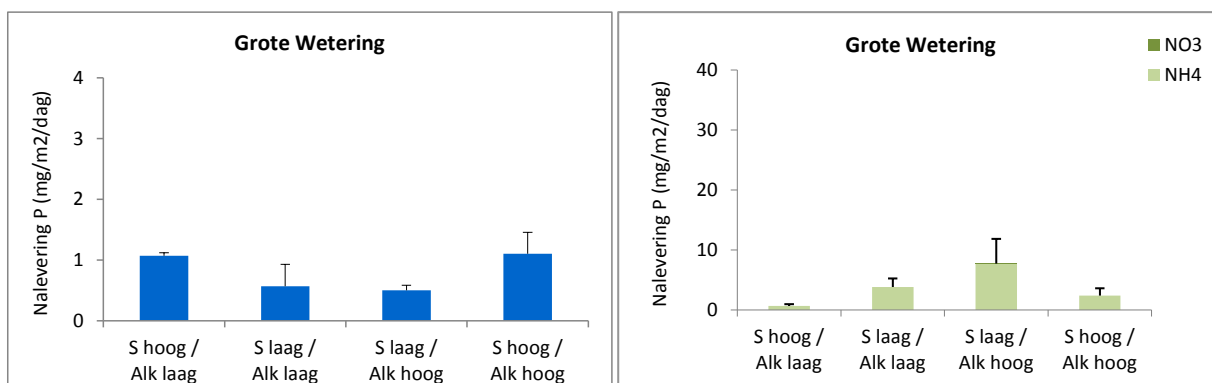 Grote Wetering
Nalevering P (mg/m2/dag)
4
3
2
1
0
S hoog /
Alk laag
S laag /
Alk laag
S laag /
Alk hoog
S hoog /
Alk hoog
Grote Wetering
NO3
NH4
Nalevering P (mg/m2/dag)
40
30
20
10
0
S hoog /
Alk laag
S laag /
Alk laag
S laag /
Alk hoog
S hoog /
Alk hoog